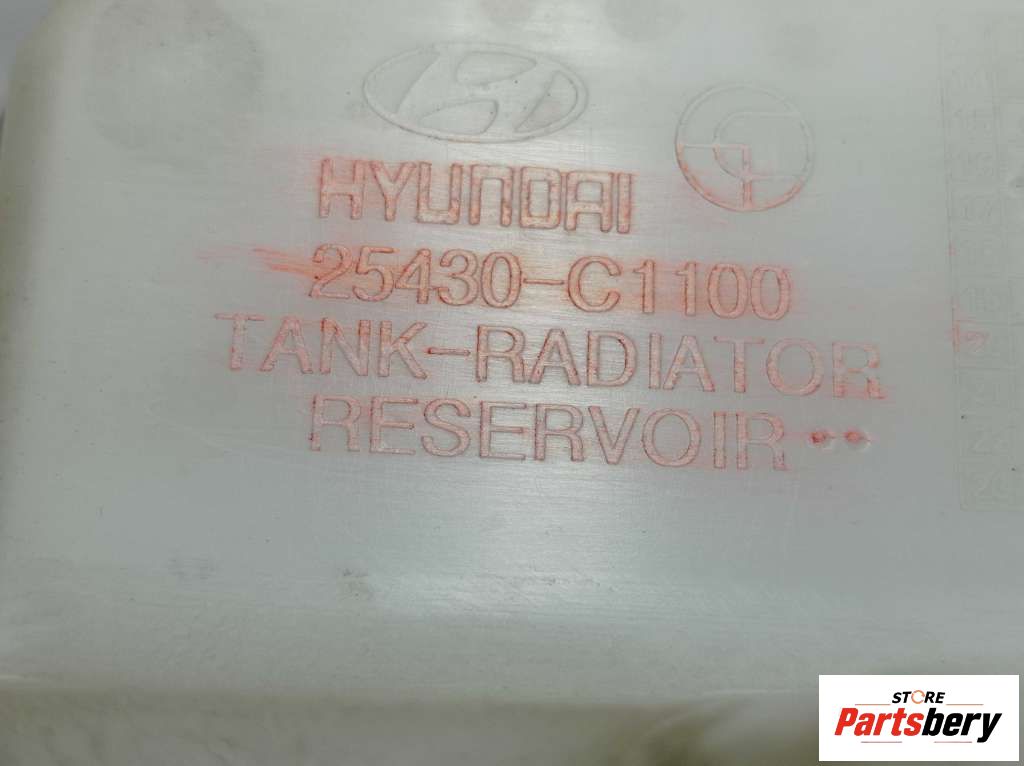 HYUNDAI
25430-C1100
TANK-RADIATOR
RESERVOIR
STORE
Partsbery